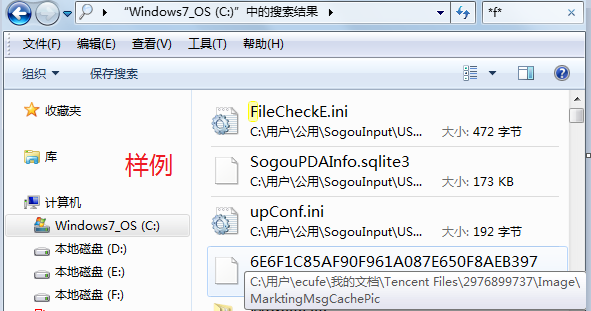 “Windows7_OS (C:)”中的搜索结果
*f*
文件(F) 编辑(E) 查看(V) 工具(T) 帮助(H)
组织 保存搜索
收藏夹
库
样例
计算机
Windows7_OS (C:)
本地磁盘 (D:)
本地磁盘 (E:)
本地磁盘 (F:)
FileCheckE.ini
C:\用户\公用\SogouInput\US... 大小: 472 字节
SogouPDAInfo.sqlite3
C:\用户\公用\SogouInput\US... 大小: 173 KB
upConf.ini
C:\用户\公用\SogouInput\US... 大小: 192 字节
6E6F1C85AF90F961A087E650F8AEB397
C:\用户\ecufe\我的文档\Tencent Files\2976899737\Image\
MarktingMsgCachePic